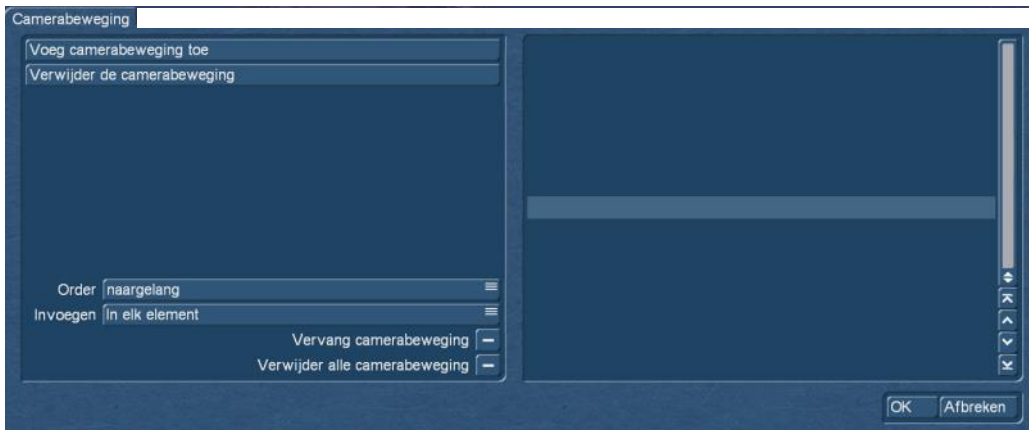 Camerabeweging
Voeg camerabeweging toe
Verwijder de camerabeweging
Order naargelang
Invoegen In elk element
Vervang camerabeweging
Verwijder alle camerabeweging
OK Afbreken